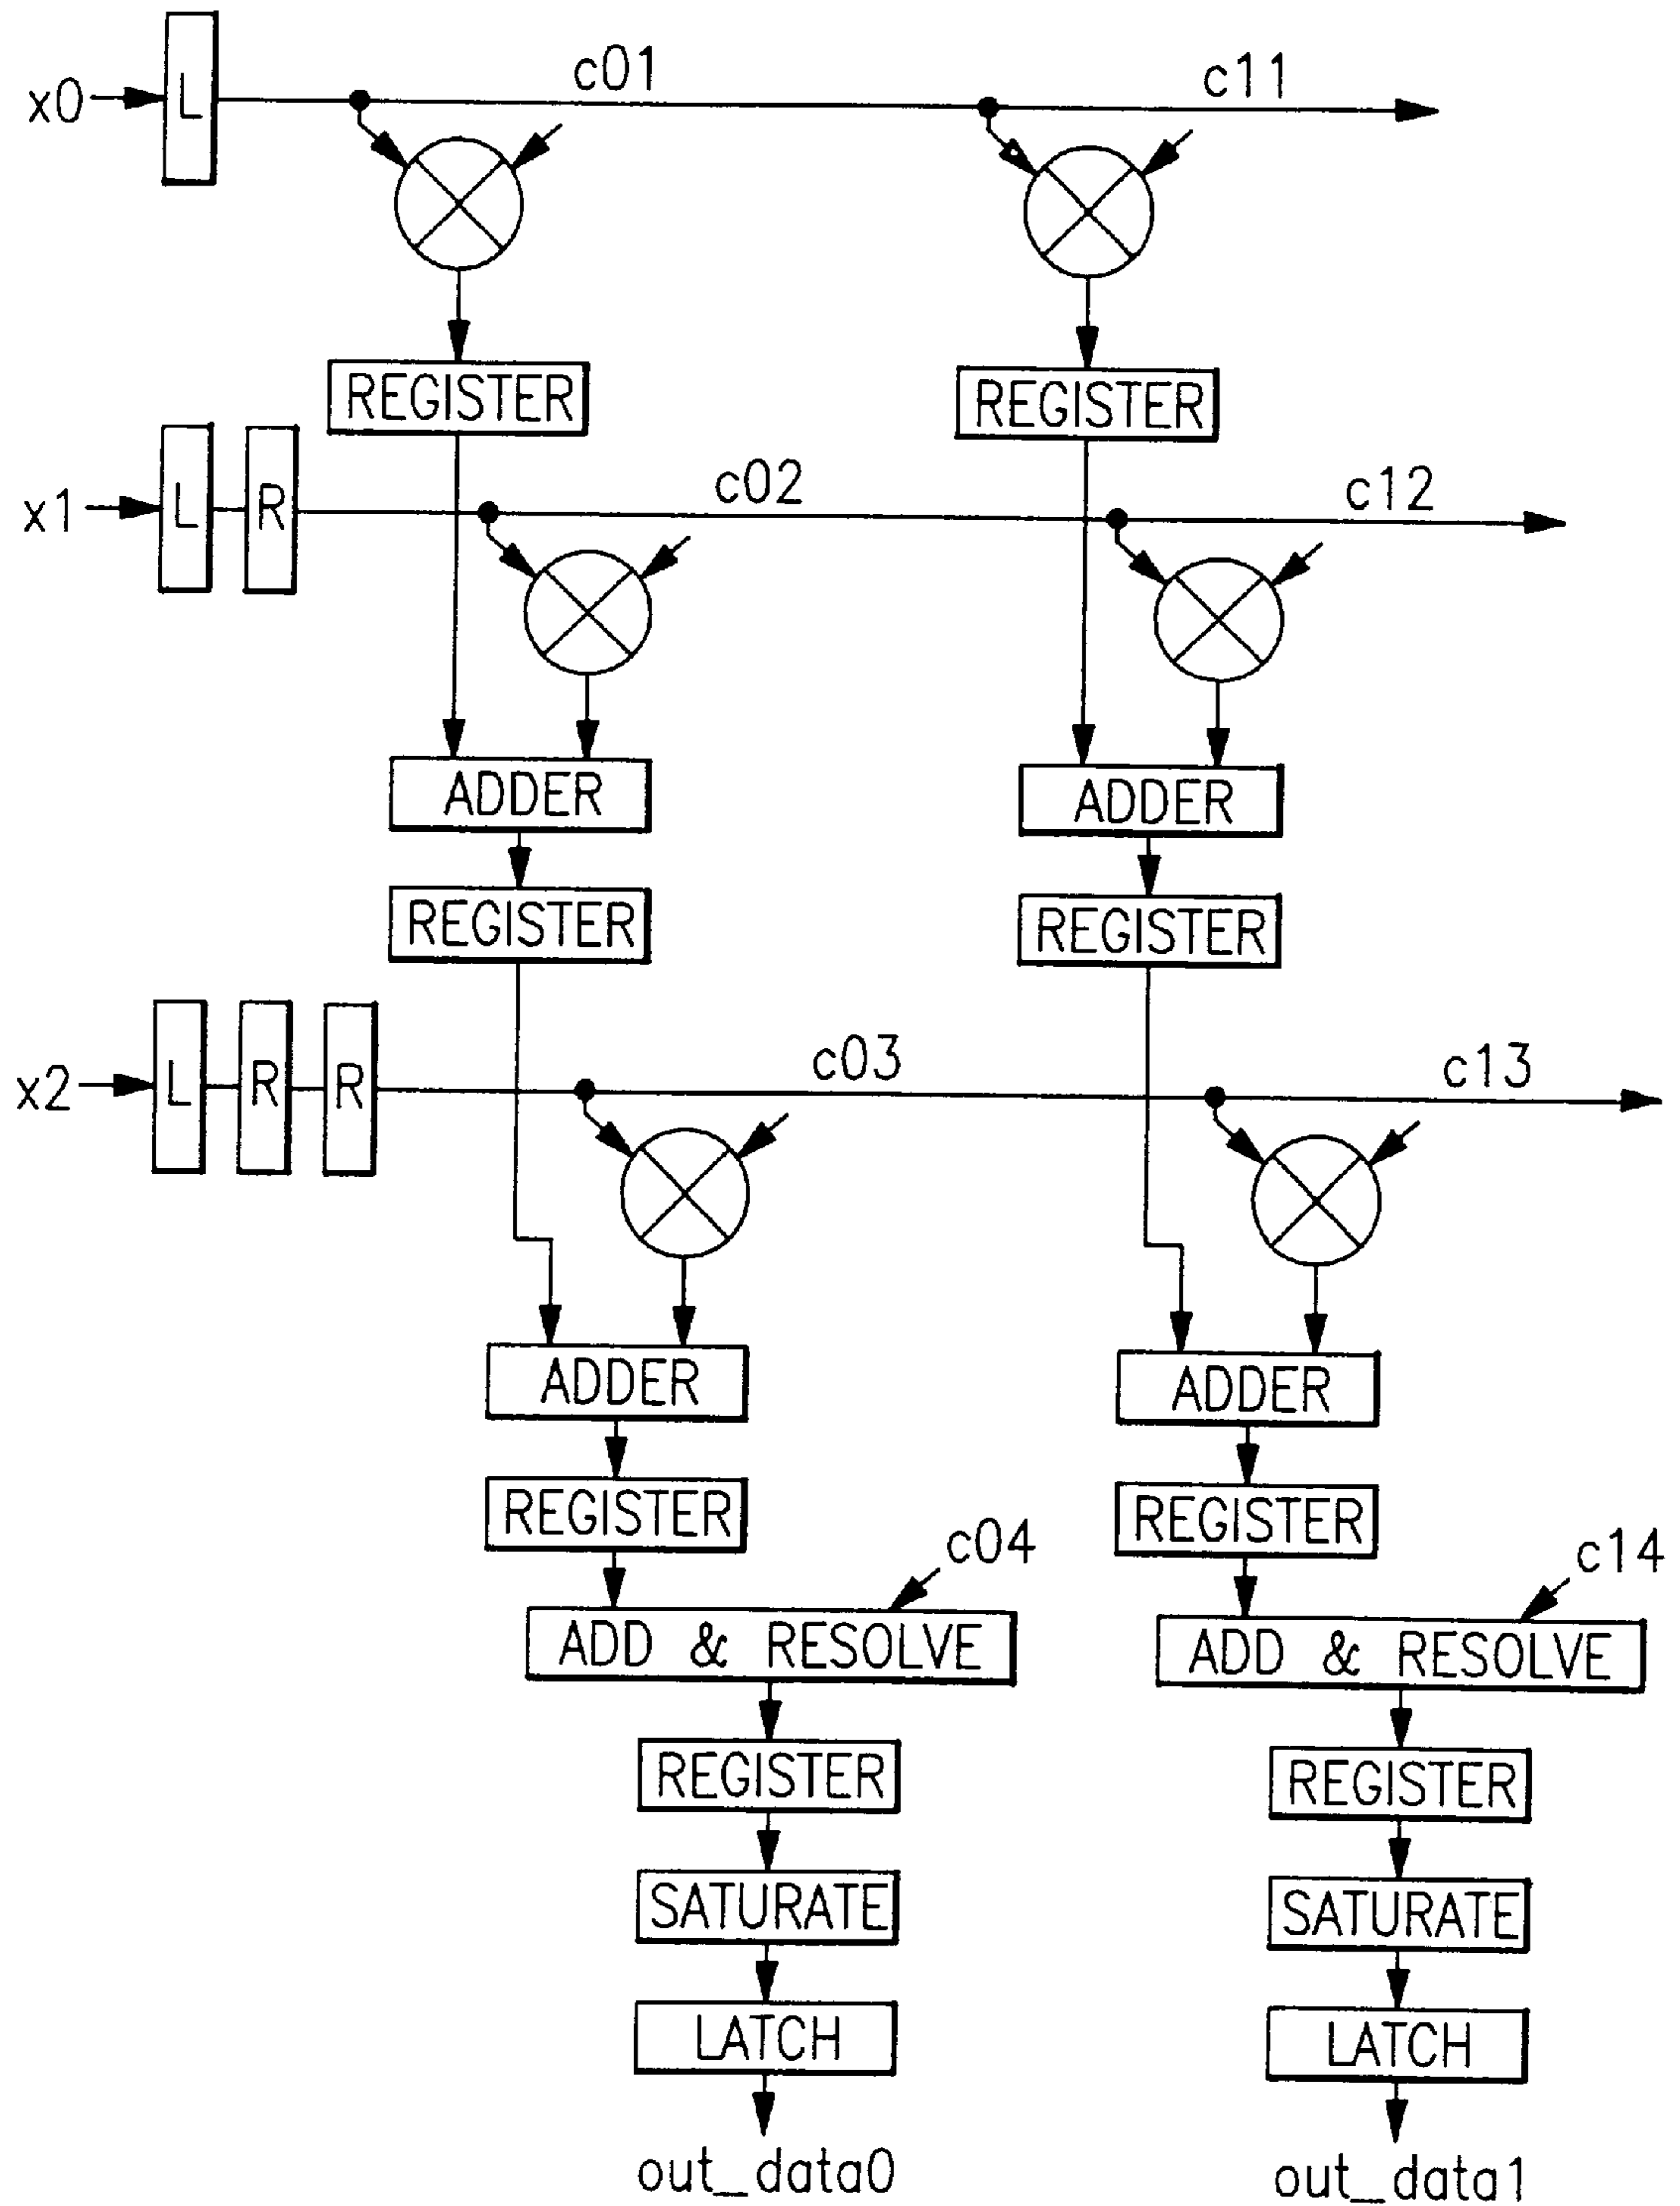 c01 c11
x0 L
REGISTER REGISTER
c02 c12
x1 L R
ADDER ADDER
REGISTER REGISTER
c03 c13
x2 L R R
ADDER ADDER
REGISTER REGISTER
c04 c14
ADD & RESOLVE ADD & RESOLVE
REGISTER REGISTER
SATURATE SATURATE
LATCH LATCH
out_data0 out_data1